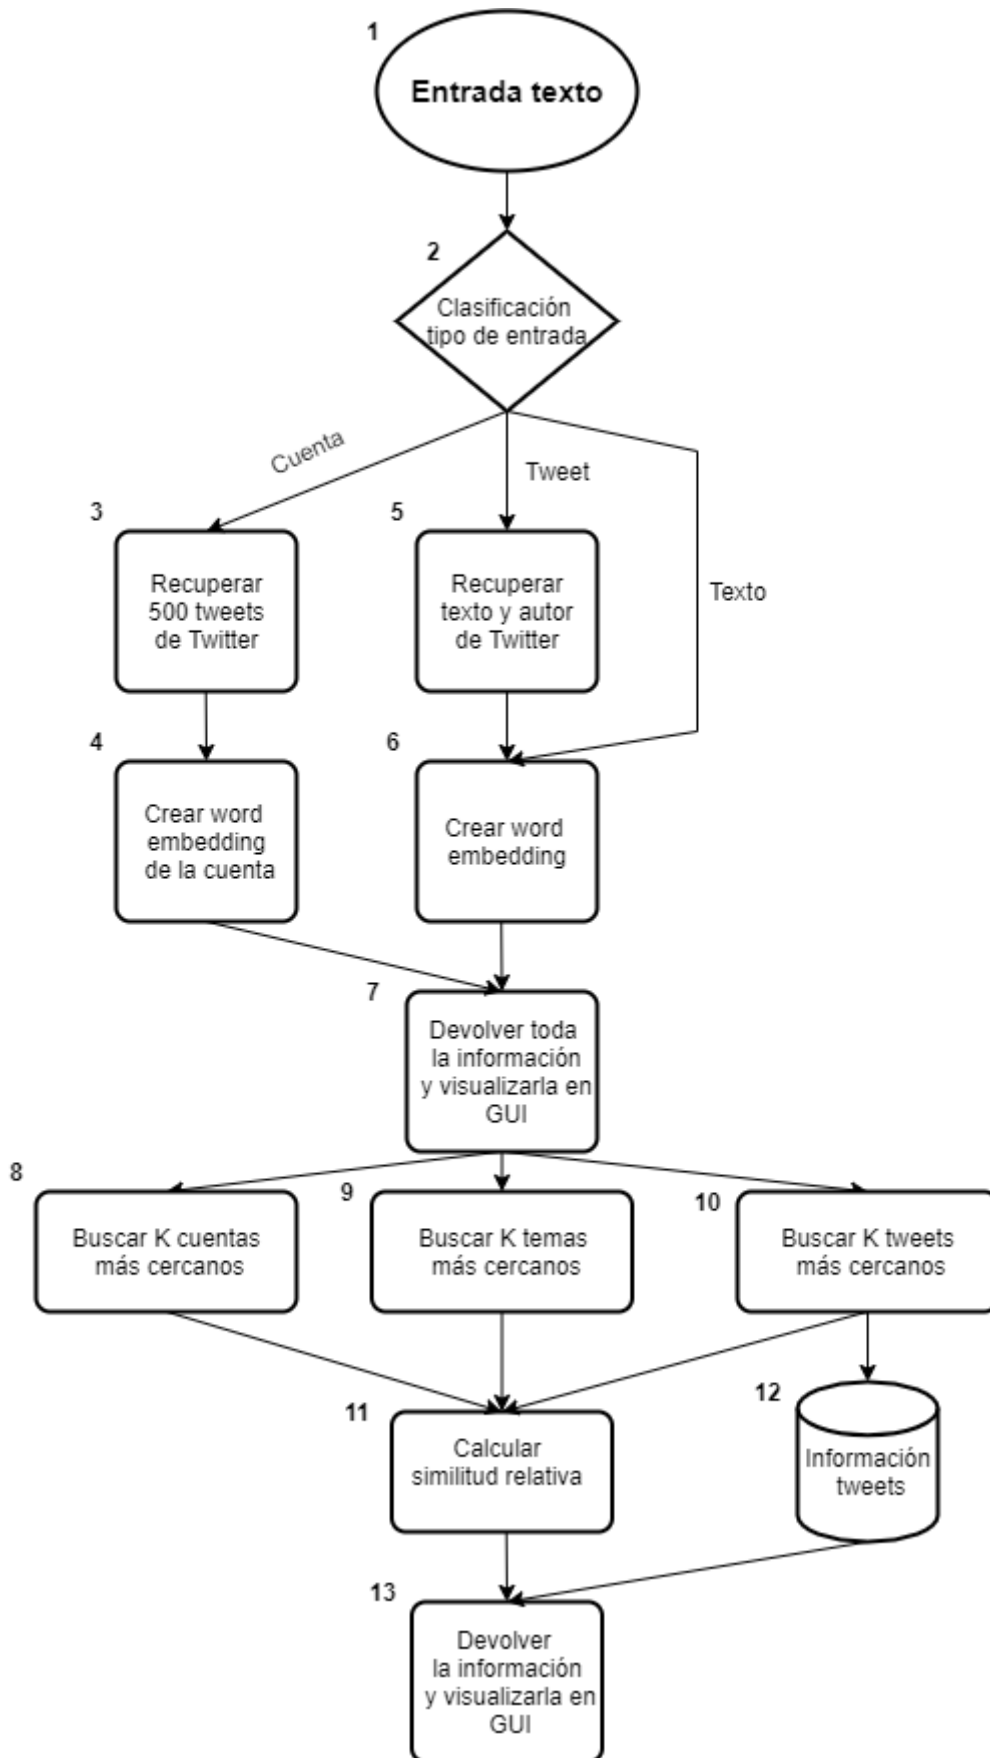 1
Entrada texto
2
Clasificación
tipo de entrada
Cuenta
Tweet
Texto
3
Recuperar
500 tweets
de Twitter
5
Recuperar
texto y autor
de Twitter
4
Crear word
embedding
de la cuenta
6
Crear word
embedding
7
Devolver toda
la información
y visualizarla en
GUI
8
Buscar K cuentas
más cercanos
9
Buscar K temas
más cercanos
10
Buscar K tweets
más cercanos
11
Calcular
similitud relativa
12
Información
tweets
13
Devolver
la información
y visualizarla en
GUI